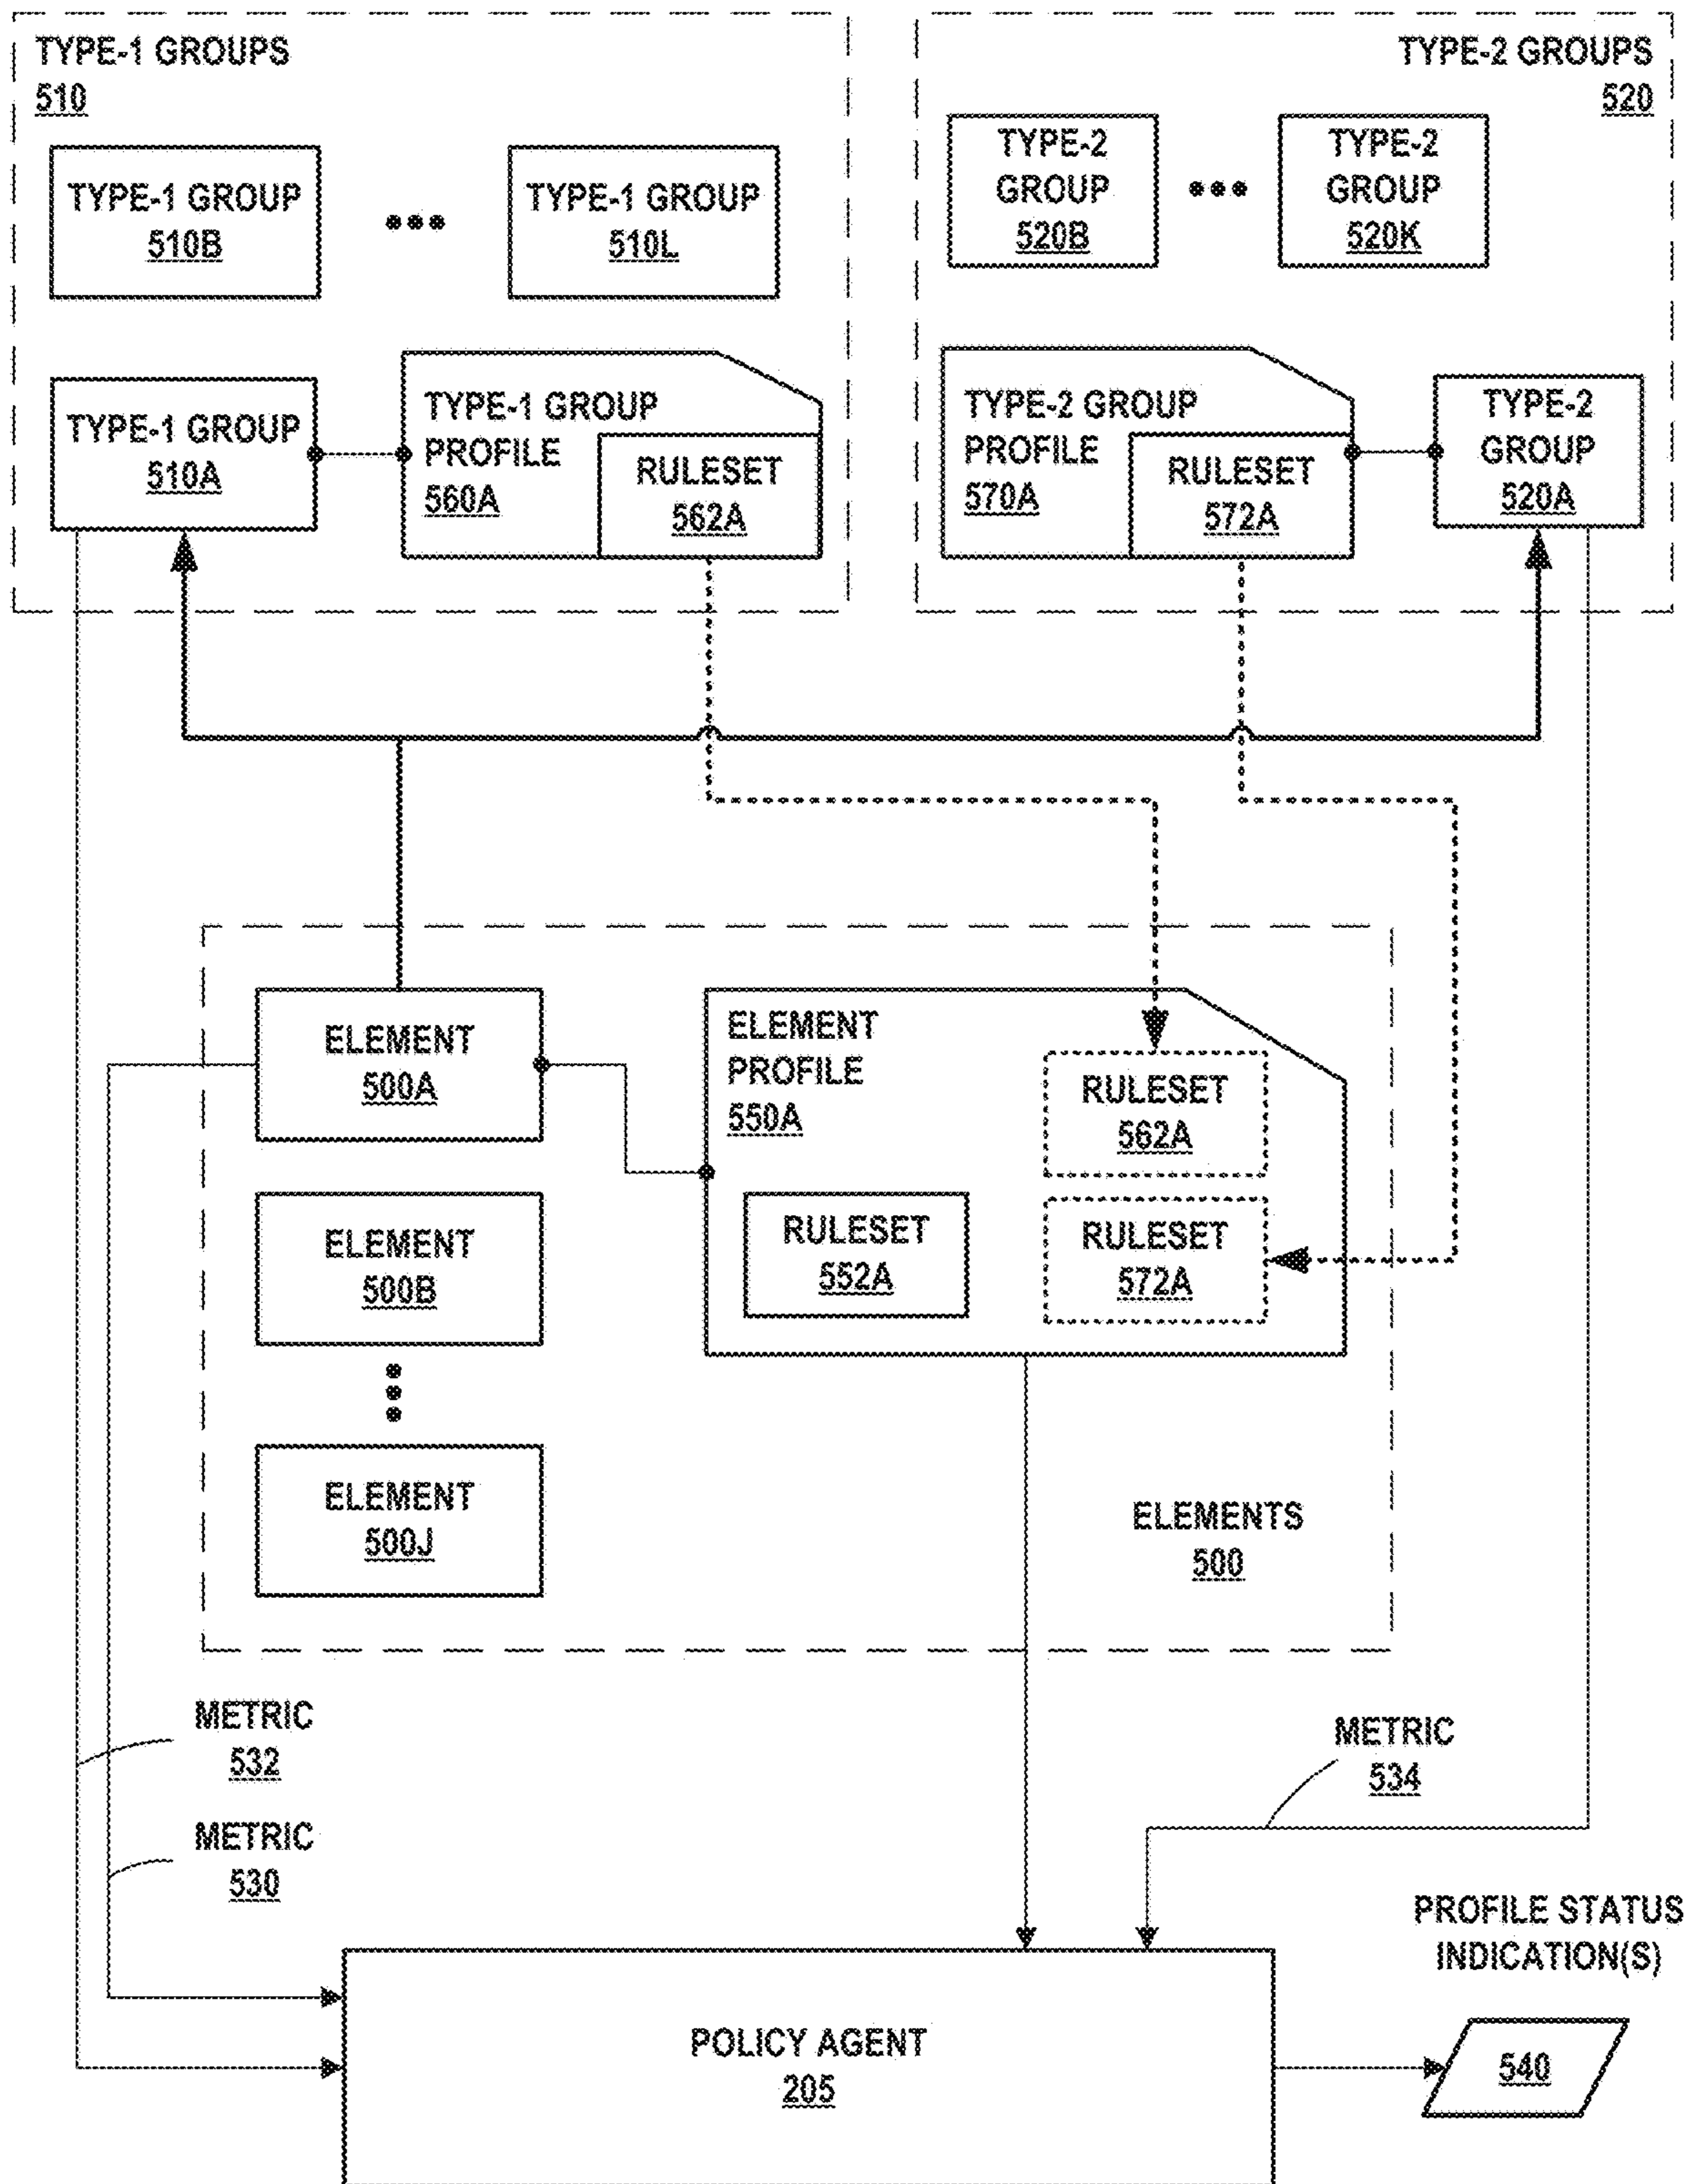 TYPE-1 GROUPS
510
TYPE-1 GROUP
510B
TYPE-1 GROUP
510L
TYPE-1 GROUP
510A
TYPE-1 GROUP
PROFILE
560A
RULESET
562A
TYPE-2 GROUPS
520
TYPE-2
GROUP
520B
TYPE-2
GROUP
520K
TYPE-2 GROUP
PROFILE
570A
RULESET
572A
TYPE-2
GROUP
520A
ELEMENT
500A
ELEMENT
500B
ELEMENT
500J
ELEMENT
PROFILE
550A
RULESET
562A
RULESET
552A
RULESET
572A
ELEMENTS
500
METRIC
532
METRIC
530
METRIC
534
PROFILE STATUS
INDICATION(S)
POLICY AGENT
205
540